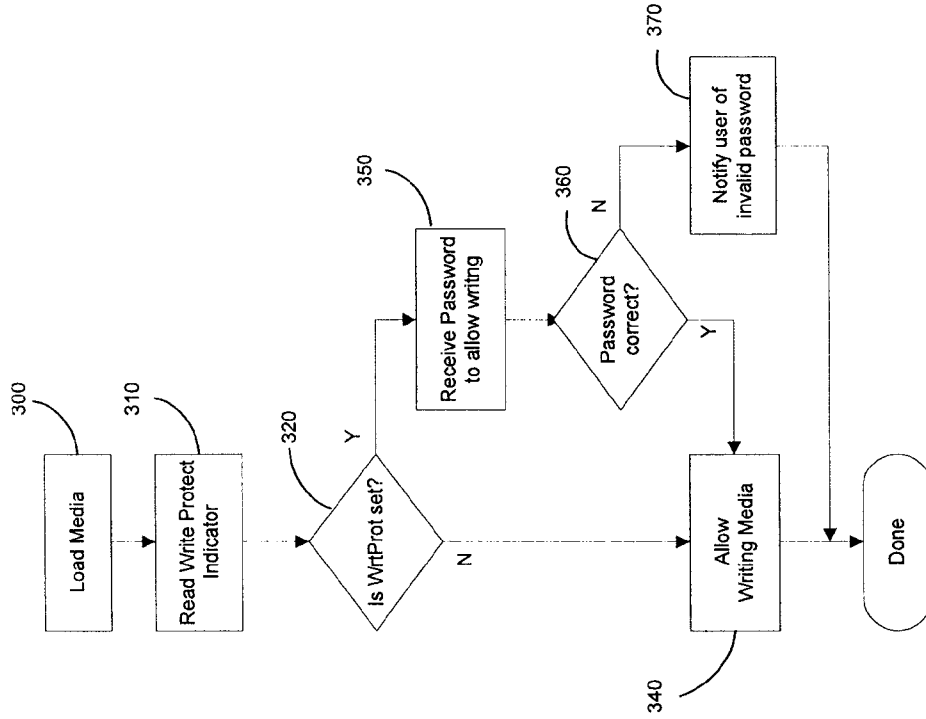 300
Load Media
310
Read Write Protect
Indicator
320
Is WrtProt set?
Y
N
350
Receive Password
to allow writng
360
Password
correct?
N
Y
370
Notify user of
invalid password
Allow
Writing Media
340
Done